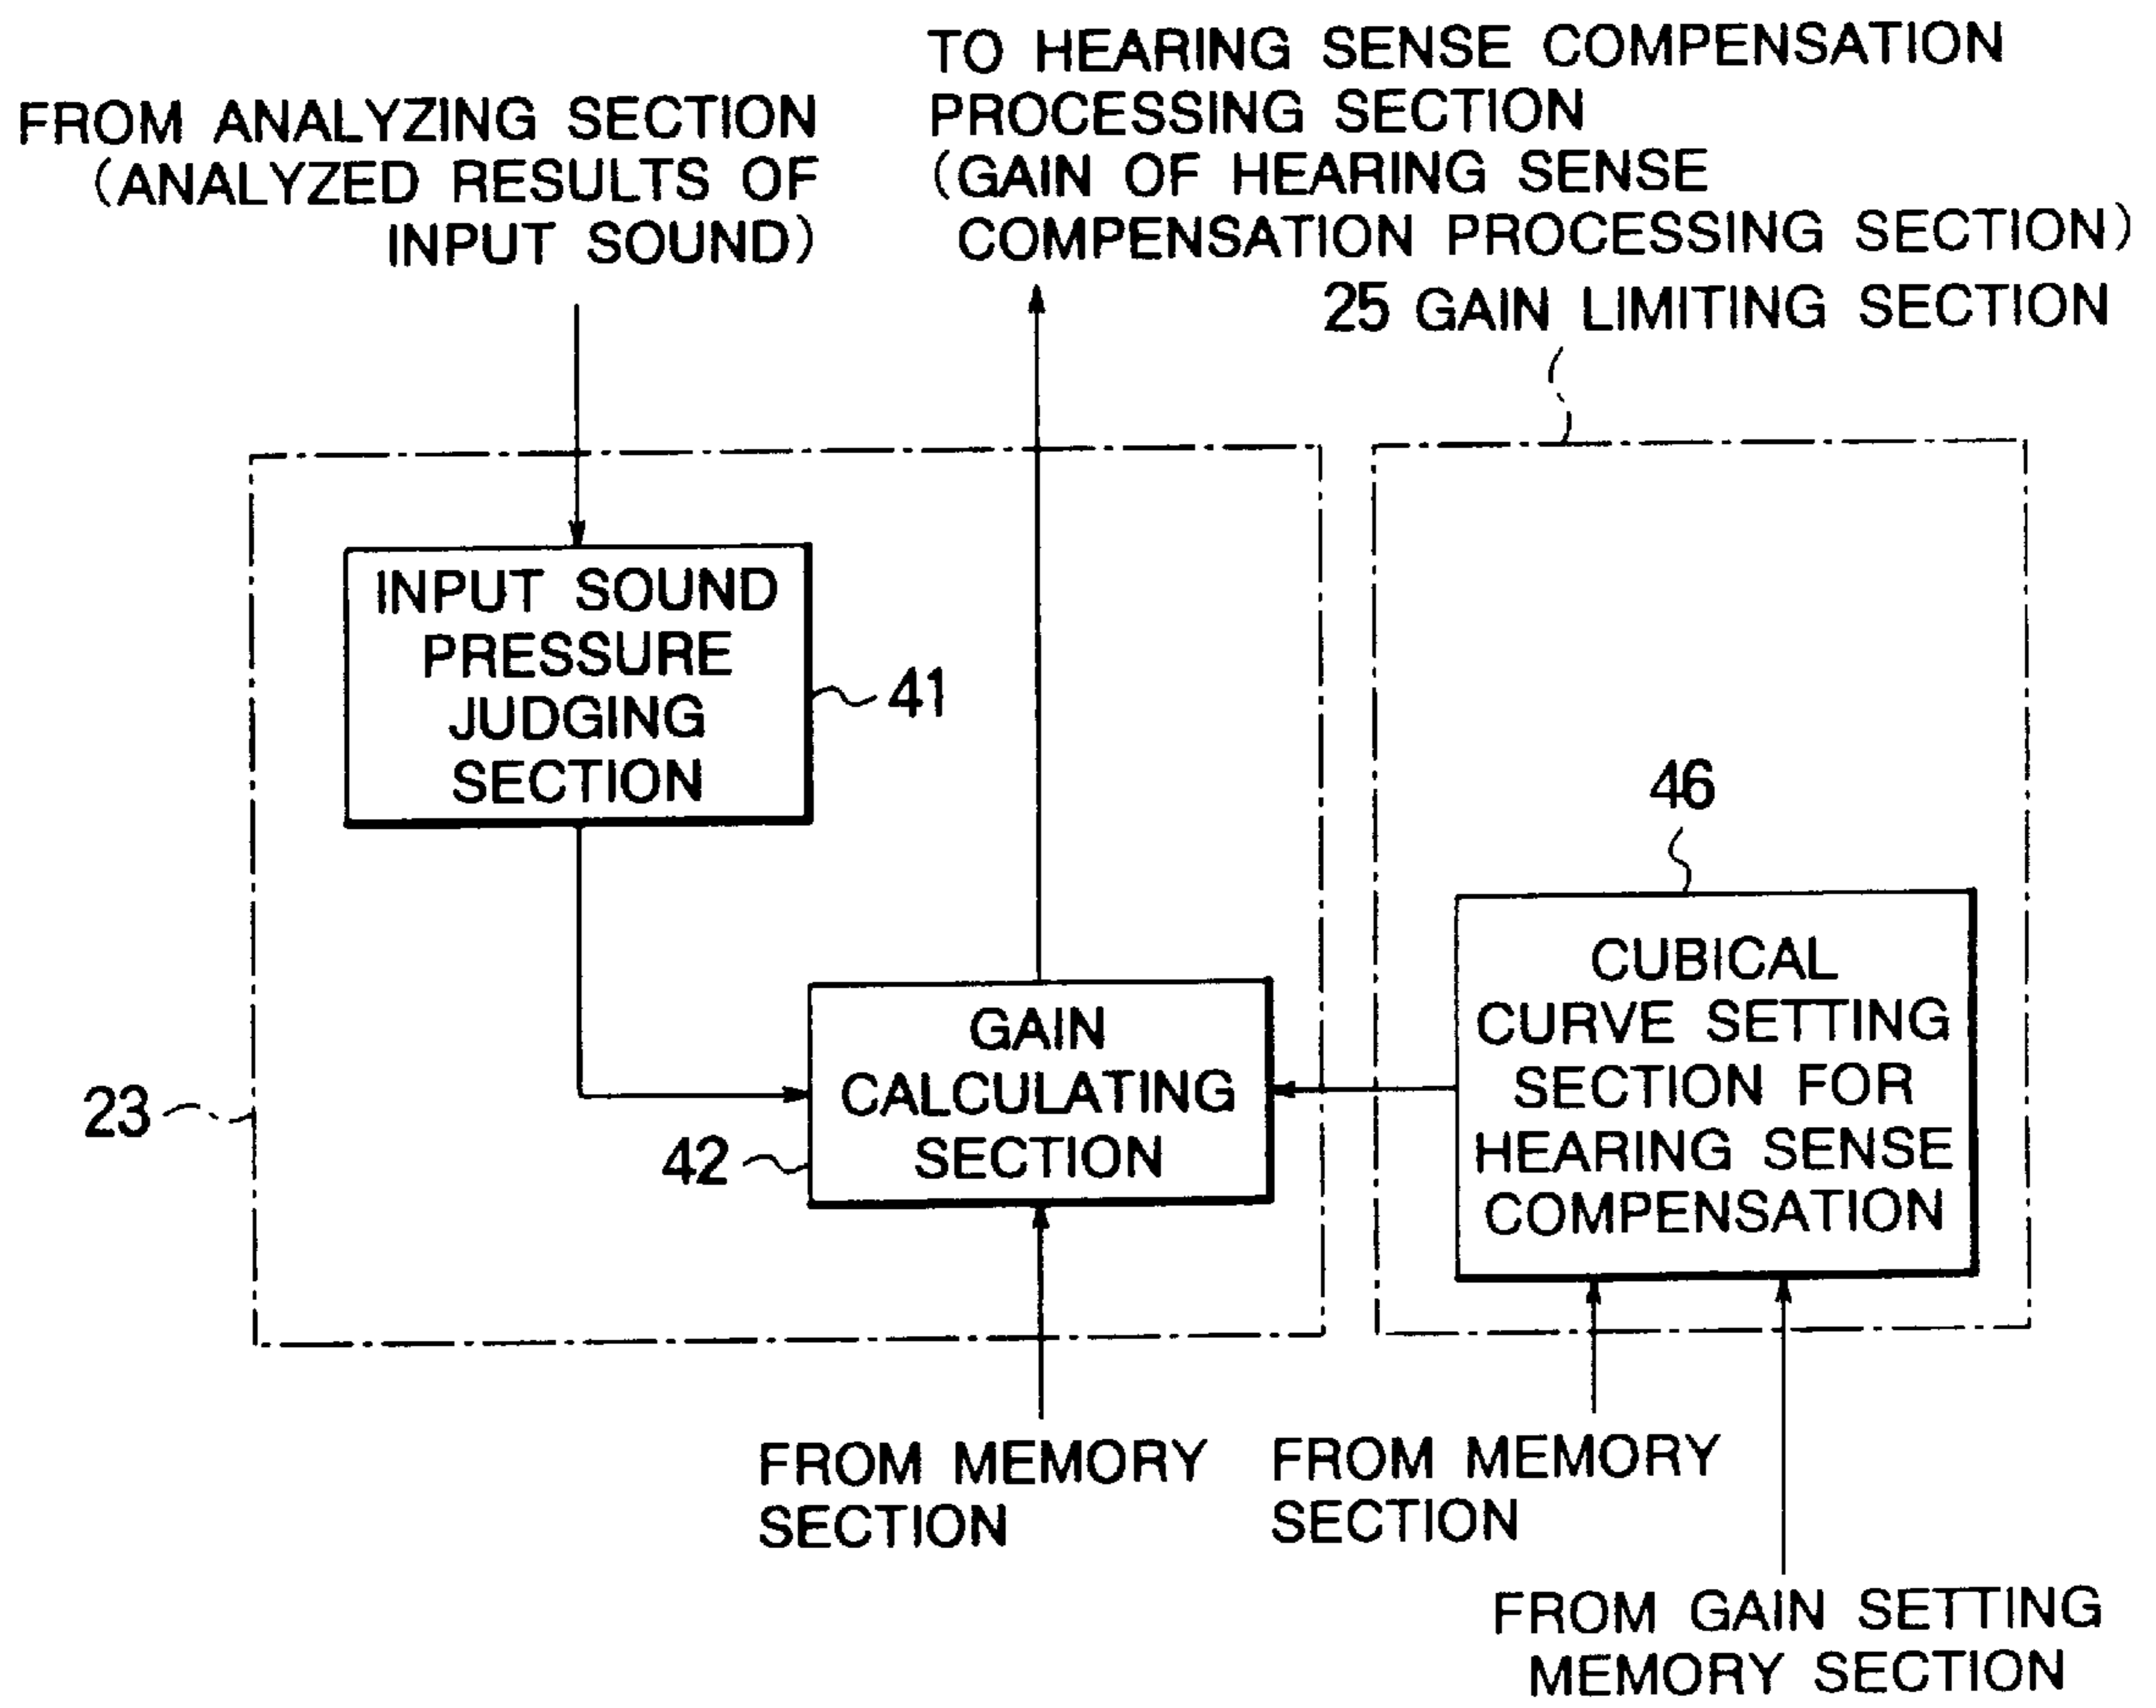 TO HEARING SENSE COMPENSATION
PROCESSING SECTION
(GAIN OF HEARING SENSE
COMPENSATION PROCESSING SECTION)
FROM ANALYZING SECTION
(ANALYZED RESULTS OF
INPUT SOUND)
25 GAIN LIMITING SECTION
INPUT SOUND
PRESSURE
JUDGING
SECTION
41
46
CUBICAL
CURVE SETTING
SECTION FOR
HEARING SENSE
COMPENSATION
GAIN
CALCULATING
SECTION
23
42
FROM MEMORY
SECTION
FROM MEMORY
SECTION
FROM GAIN SETTING
MEMORY SECTION